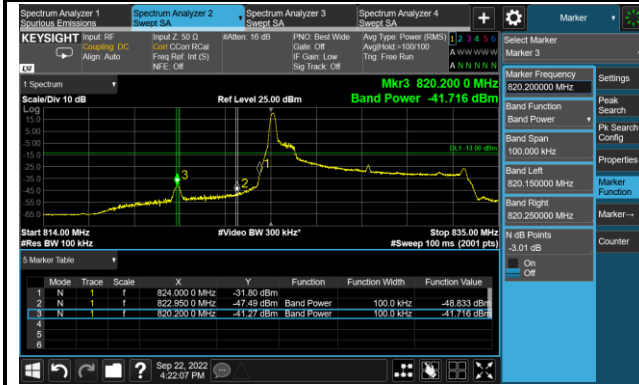 Spectrum Analyzer 1
Spurious Emissions
Spectrum Analyzer 2
Swept SA
Spectrum Analyzer 3
Swept SA
Spectrum Analyzer 4
Swept SA
+
Marker
KEYSIGHT
Input: RF
Coupling: DC
Align: Auto
Input Z: 50 Ω
Corr CCorr RCal
Freq Ref: Int (S)
NFE: Off
#Atten: 16 dB
PNO: Best Wide
Gate: Off
IF Gain: Low
Sig Track: Off
Avg Type: Power (RMS)
Avg|Hold:>100/100
Trig: Free Run
1 2 3 4 5 6
A W W W W W
A N N N N N
LXI
1 Spectrum
Scale/Div 10 dB
Log
Ref Level 25.00 dBm
Mkr3 820.200 0 MHz
Band Power -41.716 dBm
15.0
5.00
-5.00
-15.0
-25.0
-35.0
-45.0
-55.0
-65.0
DL1 -13.00 dBm
3
2
1
Start 814.00 MHz
#Res BW 100 kHz
#Video BW 300 kHz*
Stop 835.00 MHz
#Sweep 100 ms (2001 pts)
5 Marker Table
Mode Trace Scale X Y Function Function Width Function Value
1 N 1 f 824.000 0 MHz -31.80 dBm
2 N 1 f 822.950 0 MHz -47.49 dBm Band Power 100.0 kHz -48.833 dBm
3 N 1 f 820.200 0 MHz -41.27 dBm Band Power 100.0 kHz -41.716 dBm
4
5
6
Sep 22, 2022
4:22:07 PM
?
Select Marker
Marker 3
Marker Frequency
820.200000 MHz
Band Function
Band Power
Band Span
100.000 kHz
Band Left
820.150000 MHz
Band Right
820.250000 MHz
N dB Points
-3.01 dB
On
Off
Settings
Peak
Search
Pk Search
Config
Properties
Marker
Function
Marker→
Counter